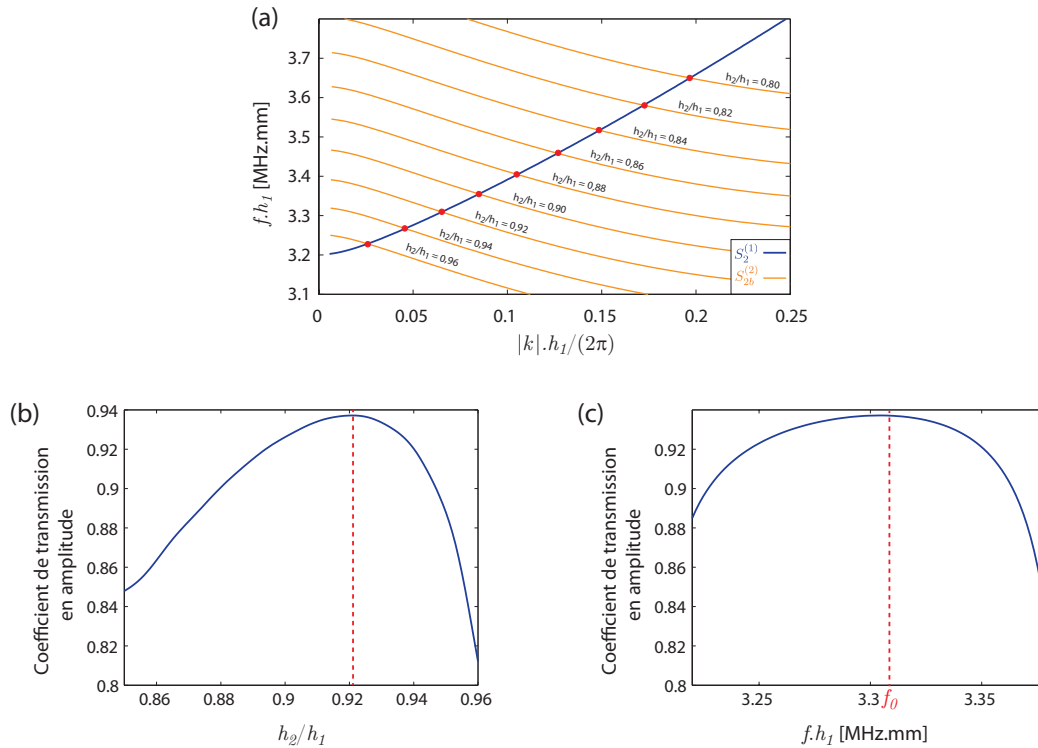 (a)
f.h₁ [MHz.mm]
3.7
3.6
3.5
3.4
3.3
3.2
3.1
h₂/h₁ = 0,80
h₂/h₁ = 0,82
h₂/h₁ = 0,84
h₂/h₁ = 0,86
h₂/h₁ = 0,88
h₂/h₁ = 0,90
h₂/h₁ = 0,92
h₂/h₁ = 0,94
h₂/h₁ = 0,96
S₂⁽¹⁾
S₂b⁽²⁾
0 0.05 0.1 0.15 0.2 0.25
|k|.h₁/(2π)
(b)
Coefficient de transmission
en amplitude
0.94
0.92
0.9
0.88
0.86
0.84
0.82
0.8
0.86 0.88 0.9 0.92 0.94 0.96
h₂/h₁
(c)
Coefficient de transmission
en amplitude
0.94
0.92
0.9
0.88
0.86
0.84
0.82
0.8
3.25 3.3 f₀ 3.35
f.h₁ [MHz.mm]